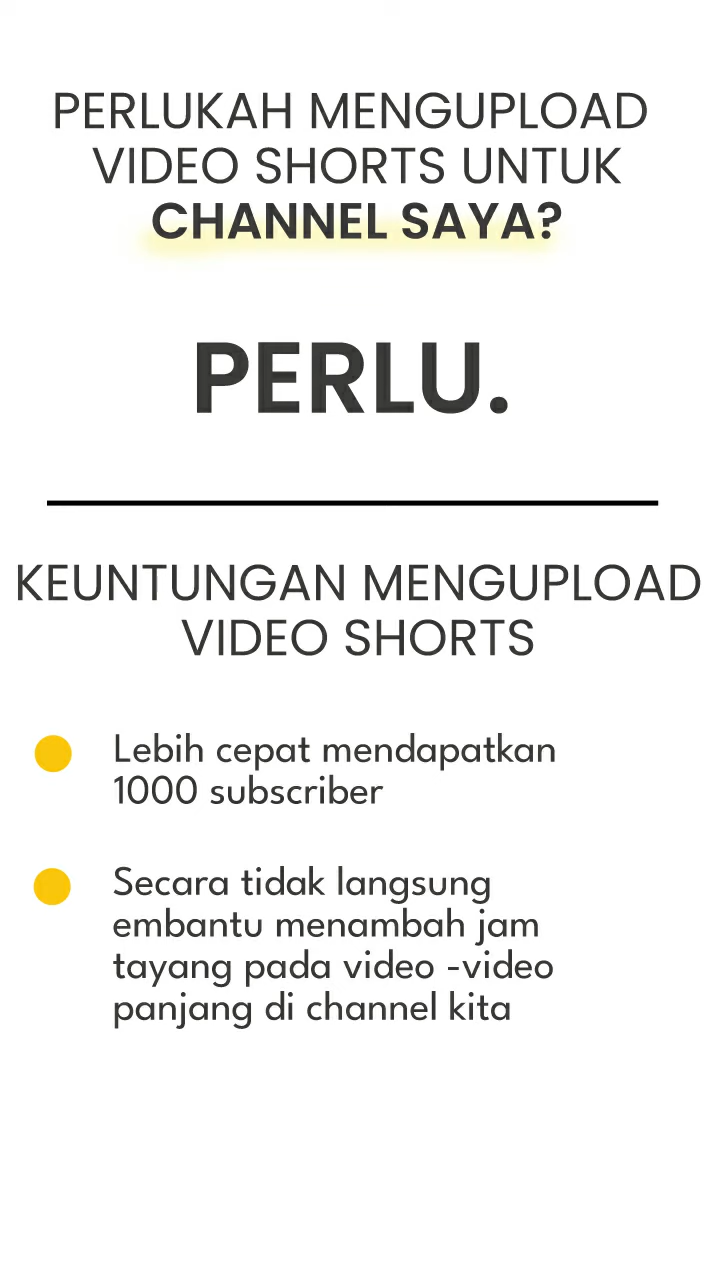 PERLUKAH MENGUPLOAD
VIDEO SHORTS UNTUK
CHANNEL SAYA?
PERLU.
KEUNTUNGAN MENGUPLOAD
VIDEO SHORTS
Lebih cepat mendapatkan
1000 subscriber
Secara tidak langsung
embantu menambah jam
tayang pada video -video
panjang di channel kita